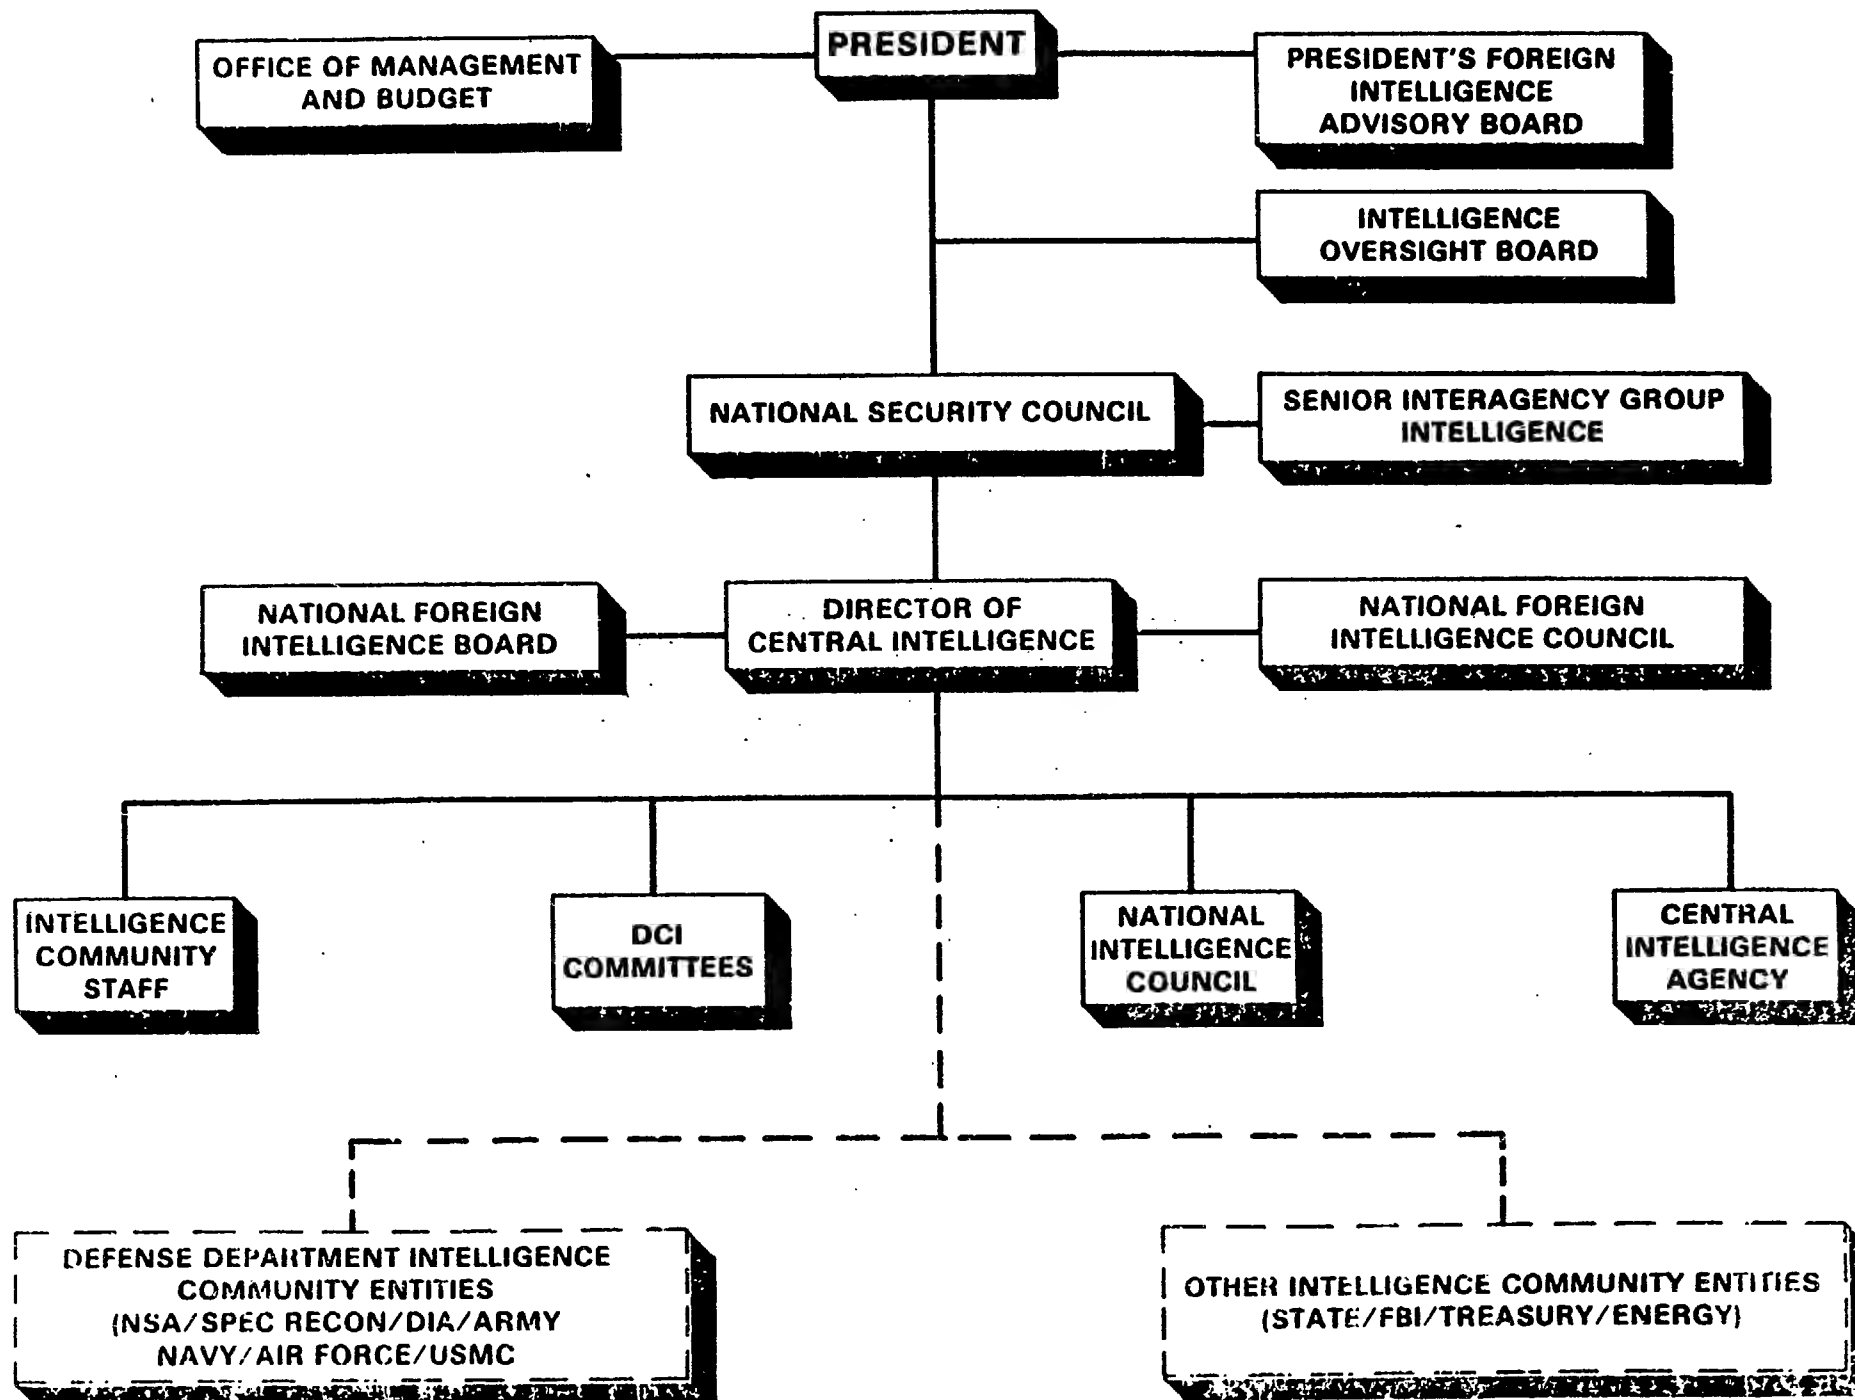 PRESIDENT
OFFICE OF MANAGEMENT
AND BUDGET
PRESIDENT'S FOREIGN
INTELLIGENCE
ADVISORY BOARD
INTELLIGENCE
OVERSIGHT BOARD
NATIONAL SECURITY COUNCIL
SENIOR INTERAGENCY GROUP
INTELLIGENCE
NATIONAL FOREIGN
INTELLIGENCE BOARD
DIRECTOR OF
CENTRAL INTELLIGENCE
NATIONAL FOREIGN
INTELLIGENCE COUNCIL
INTELLIGENCE
COMMUNITY
STAFF
DCI
COMMITTEES
NATIONAL
INTELLIGENCE
COUNCIL
CENTRAL
INTELLIGENCE
AGENCY
DEFENSE DEPARTMENT INTELLIGENCE
COMMUNITY ENTITIES
(NSA/SPEC RECON/DIA/ARMY
NAVY/AIR FORCE/USMC
OTHER INTELLIGENCE COMMUNITY ENTITIES
(STATE/FBI/TREASURY/ENERGY)